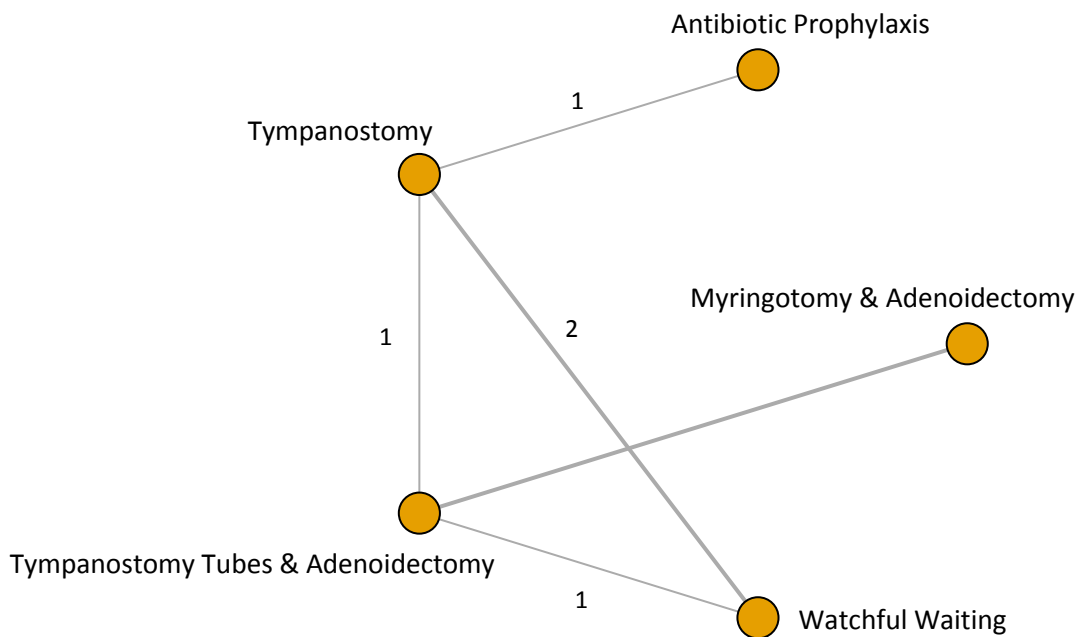 Antibiotic Prophylaxis
1
Tympanostomy
Myringotomy & Adenoidectomy
1
2
Tympanostomy Tubes & Adenoidectomy
1
Watchful Waiting